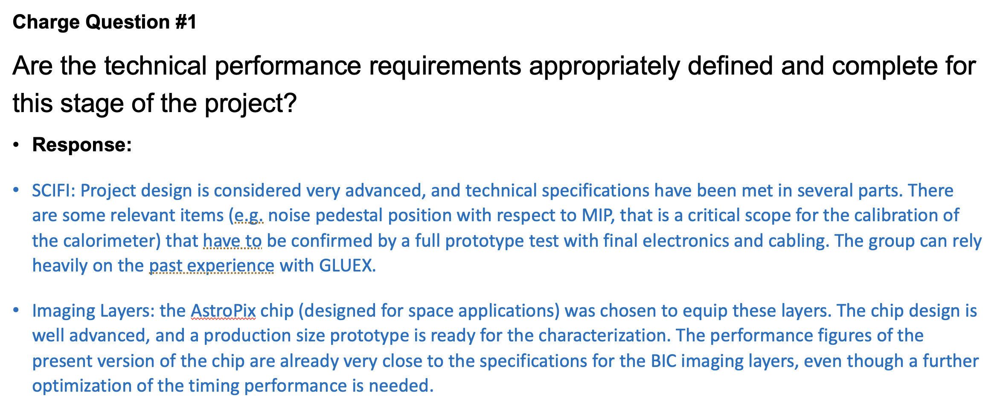 Charge Question #1
Are the technical performance requirements appropriately defined and complete for
this stage of the project?
• Response:
• SCIFI: Project design is considered very advanced, and technical specifications have been met in several parts. There
are some relevant items (e.g. noise pedestal position with respect to MIP, that is a critical scope for the calibration of
the calorimeter) that have to be confirmed by a full prototype test with final electronics and cabling. The group can rely
heavily on the past experience with GLUEX.
• Imaging Layers: the AstroPix chip (designed for space applications) was chosen to equip these layers. The chip design is
well advanced, and a production size prototype is ready for the characterization. The performance figures of the
present version of the chip are already very close to the specifications for the BIC imaging layers, even though a further
optimization of the timing performance is needed.